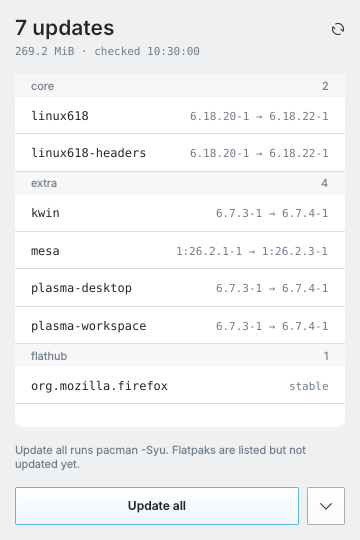 7 updates
269.2 MiB · checked 10:30:00
core 2
linux618 6.18.20-1 → 6.18.22-1
linux618-headers 6.18.20-1 → 6.18.22-1
extra 4
kwin 6.7.3-1 → 6.7.4-1
mesa 1:26.2.1-1 → 1:26.2.3-1
plasma-desktop 6.7.3-1 → 6.7.4-1
plasma-workspace 6.7.3-1 → 6.7.4-1
flathub 1
org.mozilla.firefox stable
Update all runs pacman -Syu. Flatpaks are listed but not
updated yet.
Update all